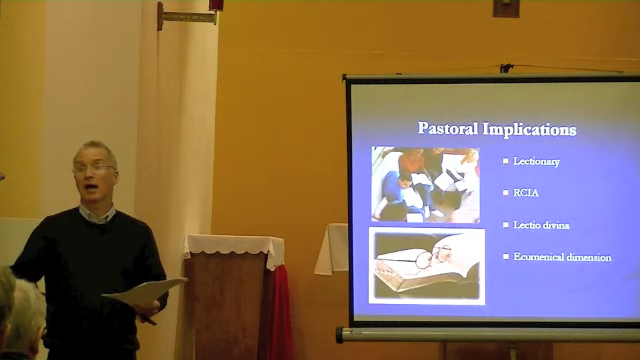 Pastoral Implications
Lectionary
RCIA
Lectio divina
Ecumenical dimension